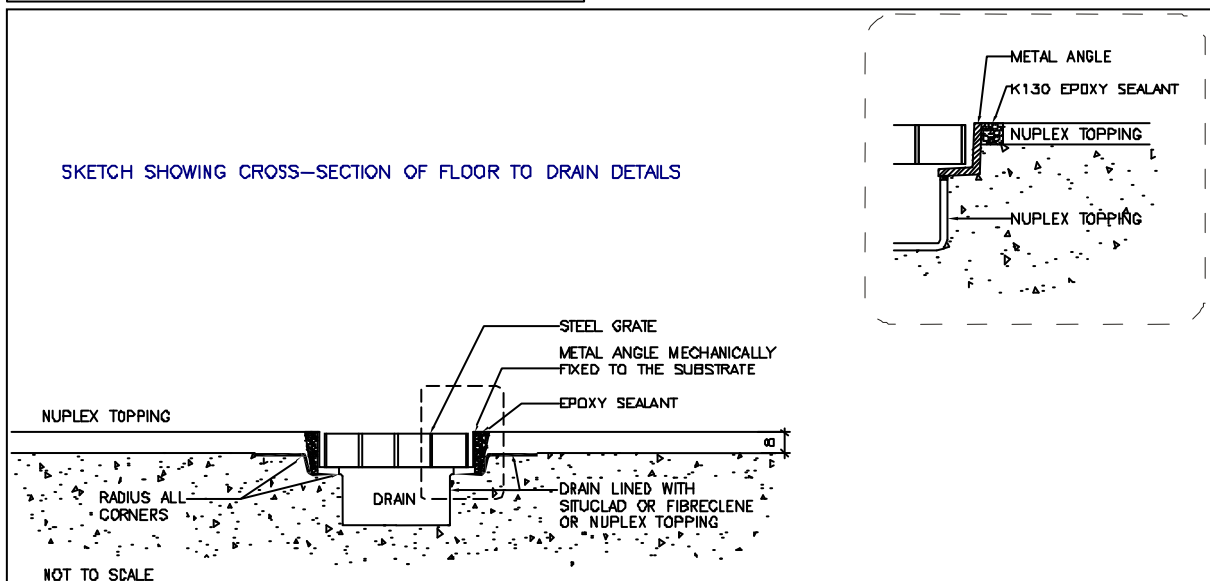 METAL ANGLE
K130 EPOXY SEALANT
NUPLEX TOPPING
NUPLEX TOPPING
SKETCH SHOWING CROSS-SECTION OF FLOOR TO DRAIN DETAILS
STEEL GRATE
METAL ANGLE MECHANICALLY
FIXED TO THE SUBSTRATE
EPOXY SEALANT
NUPLEX TOPPING
RADIUS ALL
CORNERS
DRAIN
DRAIN LINED WITH
SITUCLAD OR FIBRECLENE
OR NUPLEX TOPPING
NOT TO SCALE